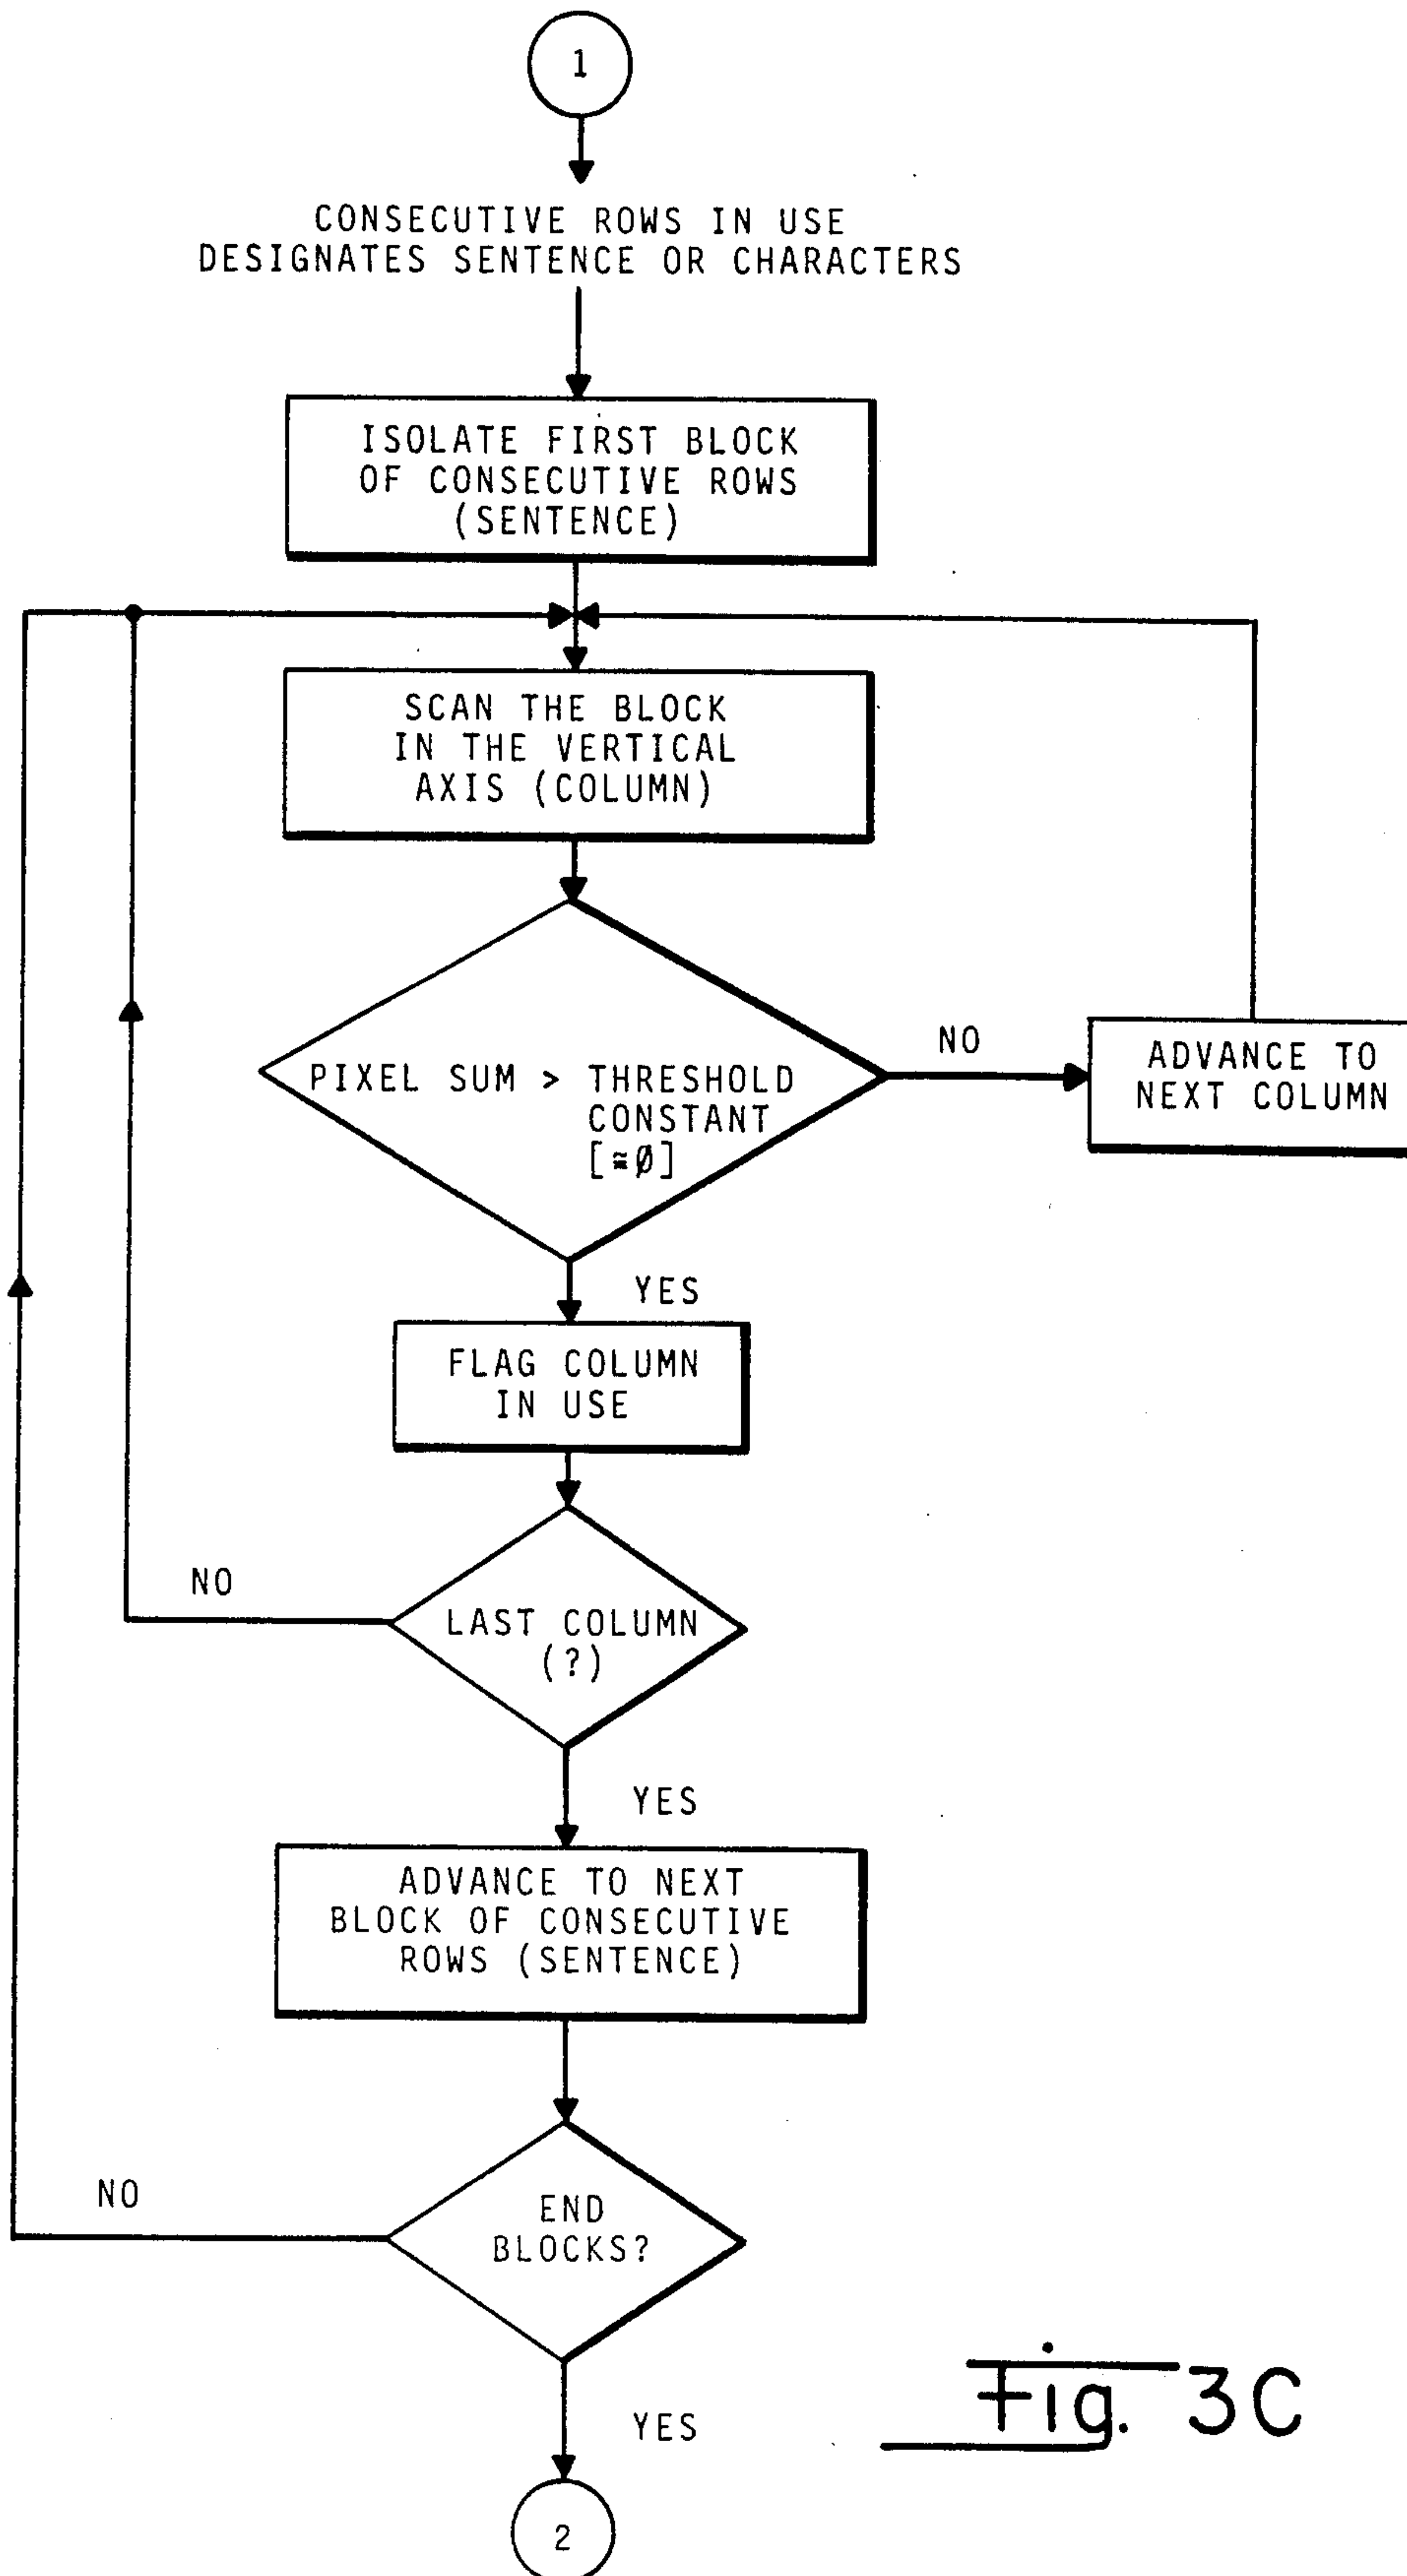 1
CONSECUTIVE ROWS IN USE
DESIGNATES SENTENCE OR CHARACTERS
ISOLATE FIRST BLOCK
OF CONSECUTIVE ROWS
(SENTENCE)
SCAN THE BLOCK
IN THE VERTICAL
AXIS (COLUMN)
PIXEL SUM > THRESHOLD
CONSTANT
[≅Ø]
NO
ADVANCE TO
NEXT COLUMN
YES
FLAG COLUMN
IN USE
NO
LAST COLUMN
(?)
YES
ADVANCE TO NEXT
BLOCK OF CONSECUTIVE
ROWS (SENTENCE)
NO
END
BLOCKS?
YES
2
Fig. 3C